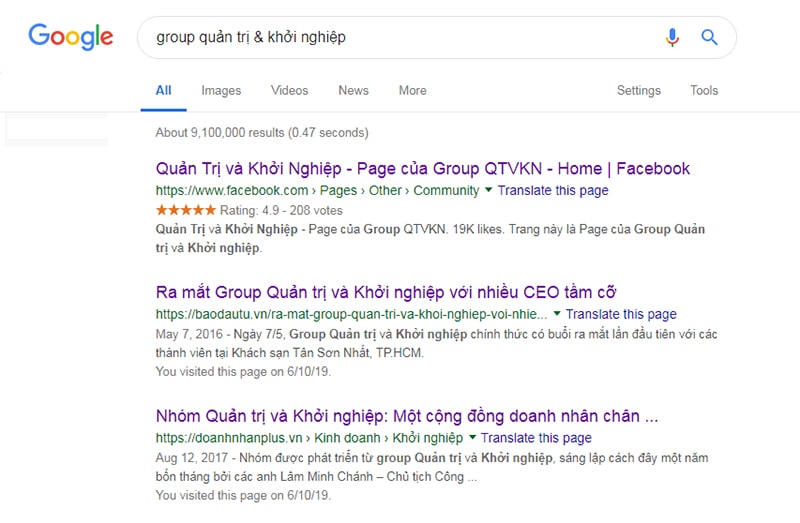 Google
group quản trị & khởi nghiệp
All Images Videos News More Settings Tools
About 9,100,000 results (0.47 seconds)
Quản Trị và Khởi Nghiệp - Page của Group QTVKN - Home | Facebook
https://www.facebook.com › Pages › Other › Community ▼ Translate this page
★★★★★ Rating: 4.9 - 208 votes
Quản Trị và Khởi Nghiệp - Page của Group QTVKN. 19K likes. Trang này là Page của Group Quản
trị và Khởi nghiệp.
Ra mắt Group Quản trị và Khởi nghiệp với nhiều CEO tầm cỡ
https://baodautu.vn/ra-mat-group-quan-tri-va-khoi-nghiep-voi-nhie... ▼ Translate this page
May 7, 2016 - Ngày 7/5, Group Quản trị và Khởi nghiệp chính thức có buổi ra mắt lần đầu tiên với các
thành viên tại Khách sạn Tân Sơn Nhất, TP.HCM.
You visited this page on 6/10/19.
Nhóm Quản trị và Khởi nghiệp: Một cộng đồng doanh nhân chân ...
https://doanhnhanplus.vn › Kinh doanh › Khởi nghiệp ▼ Translate this page
Aug 12, 2017 - Nhóm được phát triển từ group Quản trị và Khởi nghiệp, sáng lập cách đây một năm
bốn tháng bởi các anh Lâm Minh Chánh – Chủ tịch Công ...
You visited this page on 6/10/19.